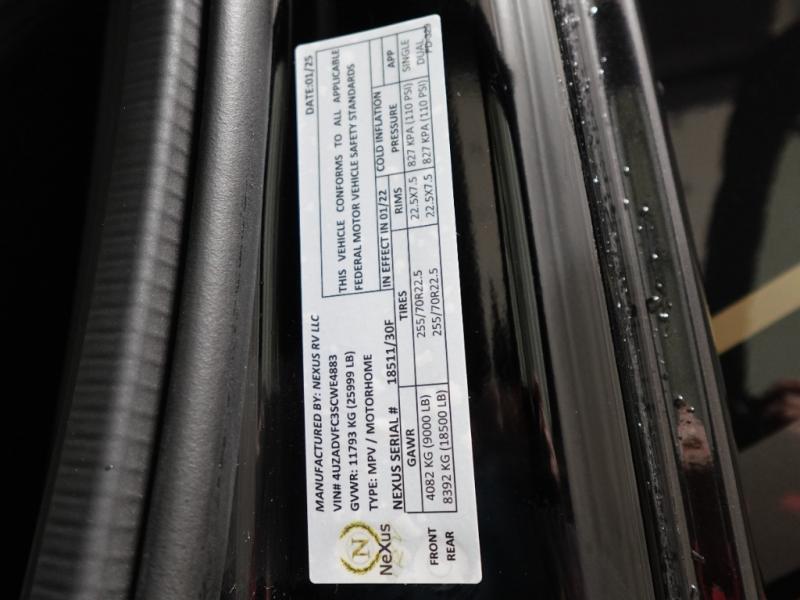 MANUFACTURED BY: NEXUS RV LLC
DATE:01/25
VIN# 4UZADVFC3SCWE4883
GVWR: 11793 KG (25999 LB)
TYPE: MPV / MOTORHOME
THIS VEHICLE CONFORMS TO ALL APPLICABLE
FEDERAL MOTOR VEHICLE SAFETY STANDARDS
IN EFFECT IN 01/22
NEXUS SERIAL # 18511/30F
N
NeXus
GAWR TIRES RIMS COLD INFLATION PRESSURE APP
FRONT 4082 KG (9000 LB) 255/70R22.5 22.5X7.5 827 KPA (110 PSI) SINGLE
REAR 8392 KG (18500 LB) 255/70R22.5 22.5X7.5 827 KPA (110 PSI) DUAL